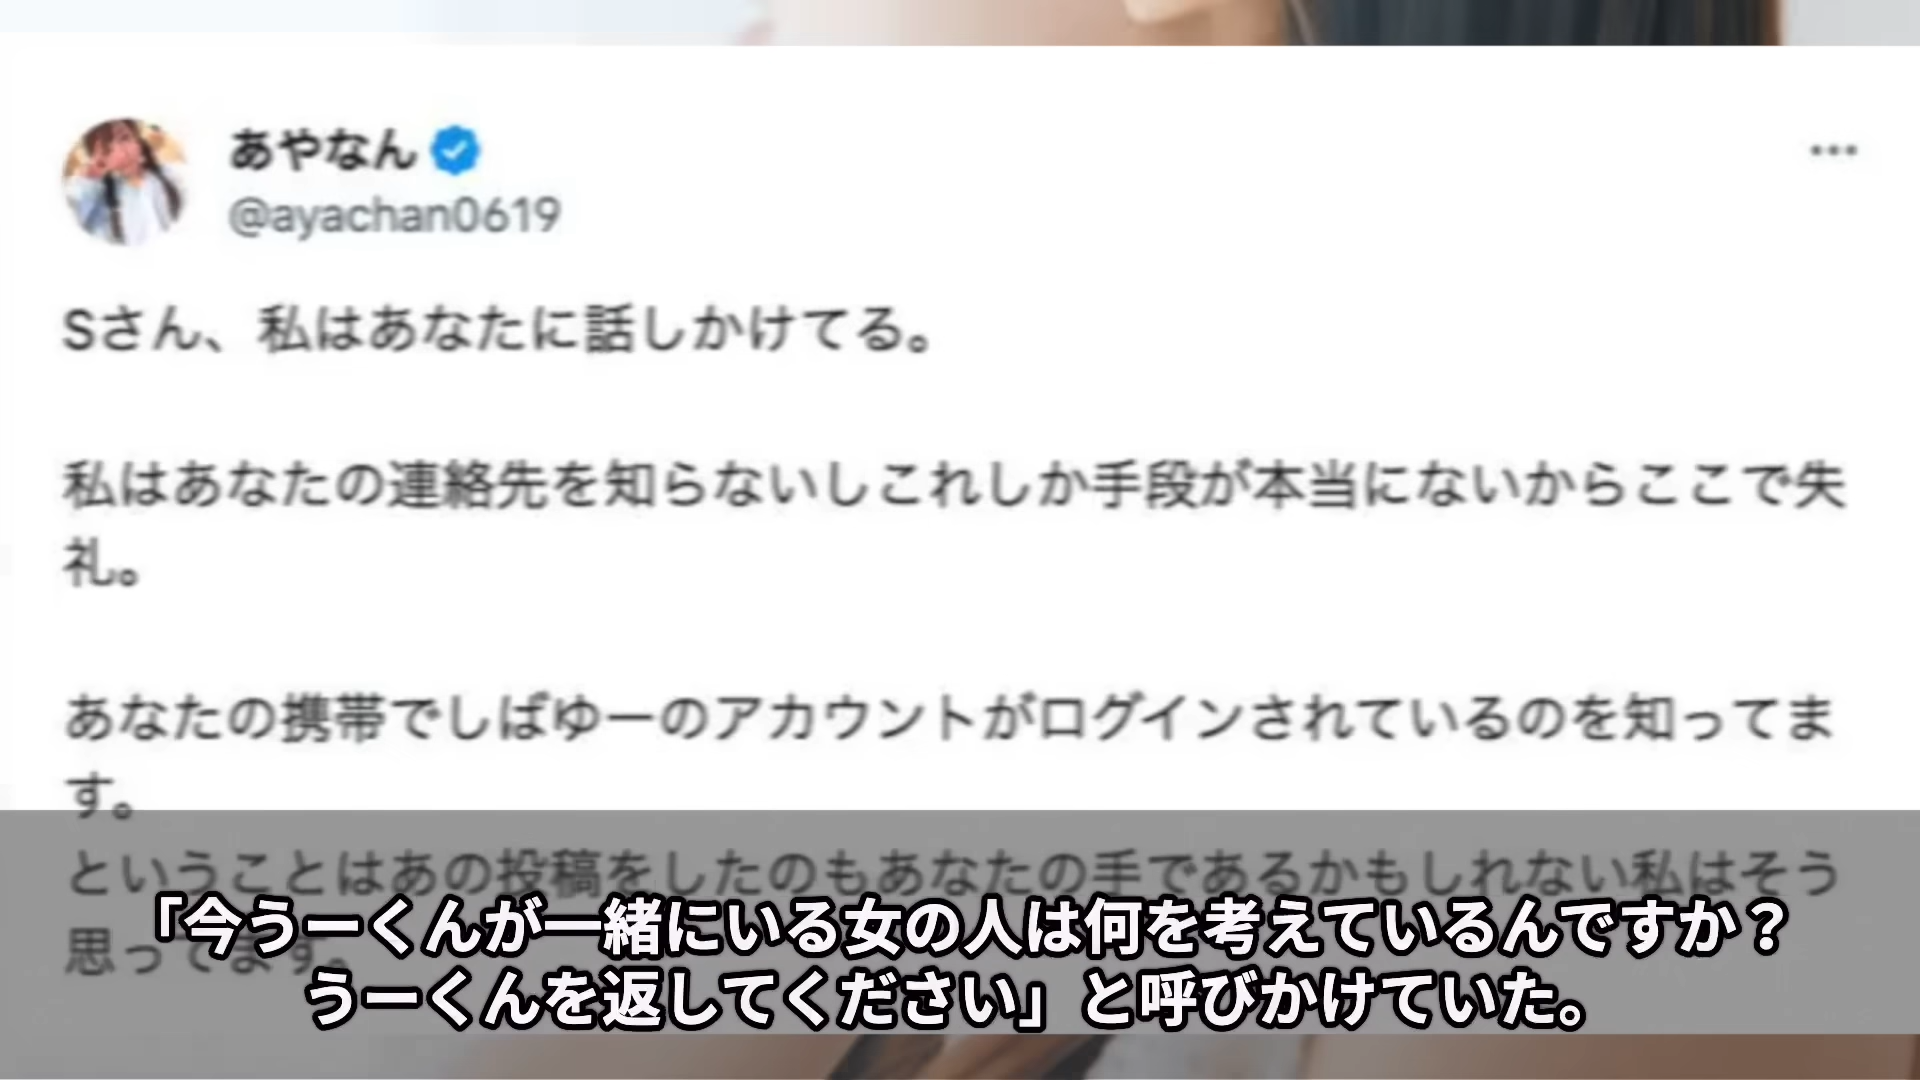 あやなん
@ayachan0619
Sさん、私はあなたに話しかけてる。
私はあなたの連絡先を知らないしこれしか手段が本当にないからここで失
礼。
あなたの携帯でしばゆーのアカウントがログインされているのを知ってま
す。
ということはあの投稿をしたのもあなたの手であるかもしれない私はそう
思ってます。
「今うーくんが一緒にいる女の人は何を考えているんですか？
うーくんを返してください」と呼びかけていた。